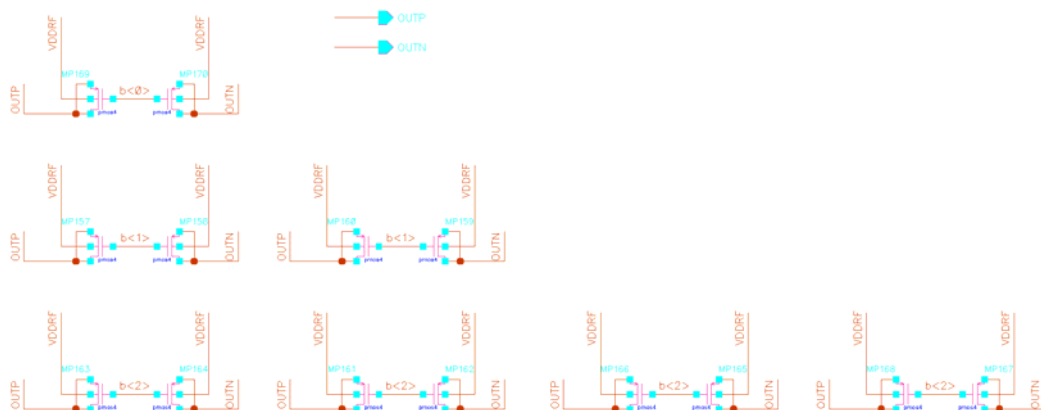 VDDRF VDDRF OUTP
OUTN
MP169 MP170
OUTP b<0> OUTN
pmos4 pmos4
VDDRF VDDRF VDDRF VDDRF
MP157 MP158 MP160 MP159
OUTP b<1> OUTN OUTP b<1> OUTN
pmos4 pmos4 pmos4 pmos4
VDDRF VDDRF VDDRF VDDRF VDDRF VDDRF VDDRF VDDRF
MP163 MP164 MP161 MP162 MP166 MP165 MP168 MP167
OUTP b<2> OUTN OUTP b<2> OUTN OUTP b<2> OUTN OUTP b<2> OUTN
pmos4 pmos4 pmos4 pmos4 pmos4 pmos4 pmos4 pmos4